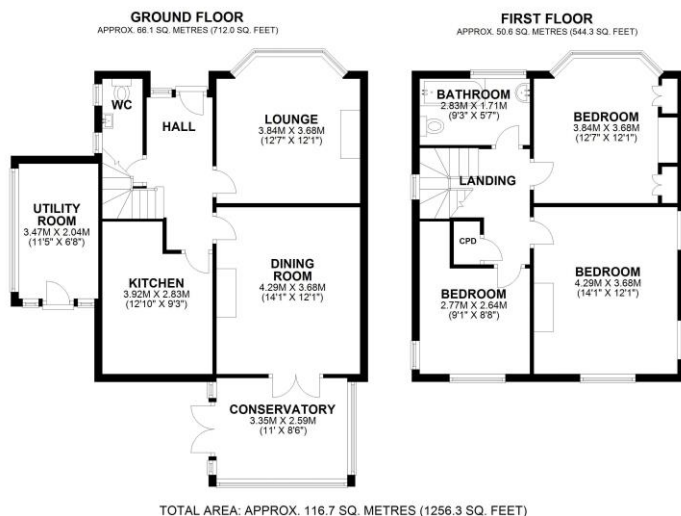 GROUND FLOOR
APPROX. 66.1 SQ. METRES (712.0 SQ. FEET)
WC
HALL
LOUNGE
3.84M X 3.68M
(12'7" X 12'1")
UTILITY
ROOM
3.47M X 2.04M
(11'5" X 6'8")
KITCHEN
3.92M X 2.83M
(12'10" X 9'3")
DINING
ROOM
4.29M X 3.68M
(14'1" X 12'1")
CONSERVATORY
3.35M X 2.59M
(11' X 8'6")
FIRST FLOOR
APPROX. 50.6 SQ. METRES (544.3 SQ. FEET)
BATHROOM
2.83M X 1.71M
(9'3" X 5'7")
BEDROOM
3.84M X 3.68M
(12'7" X 12'1")
LANDING
CPD
BEDROOM
2.77M X 2.64M
(9'1" X 8'8")
BEDROOM
4.29M X 3.68M
(14'1" X 12'1")
TOTAL AREA: APPROX. 116.7 SQ. METRES (1256.3 SQ. FEET)